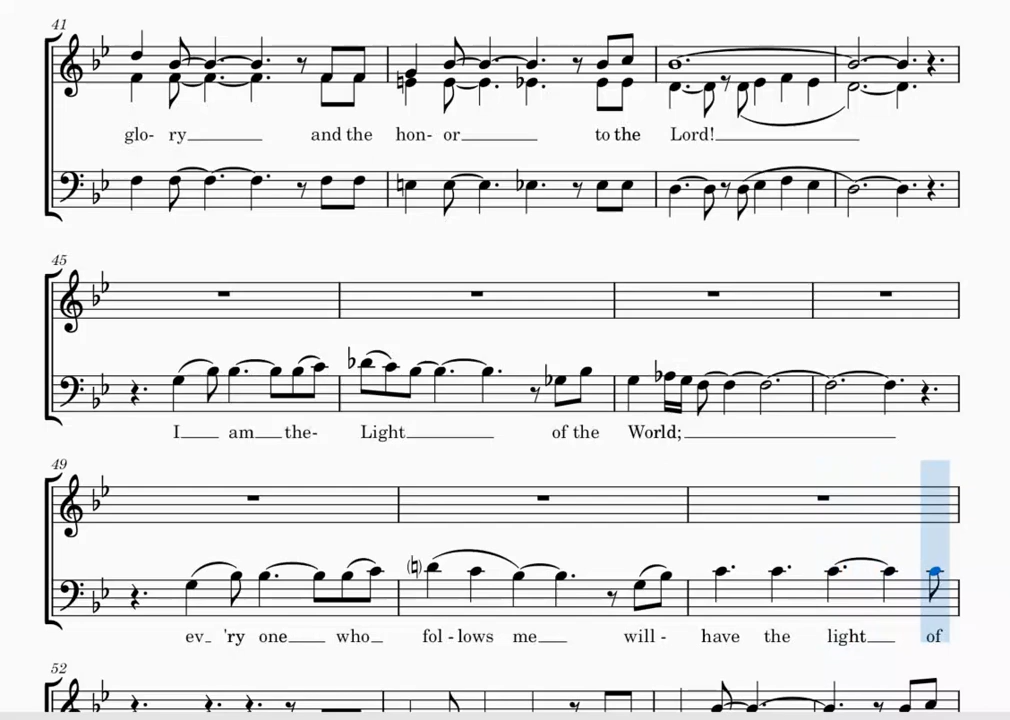 41
glo- ry and the hon- or to the Lord!
45
I am the- Light of the World;
49
ev- 'ry one who fol - lows me will - have the light of
52